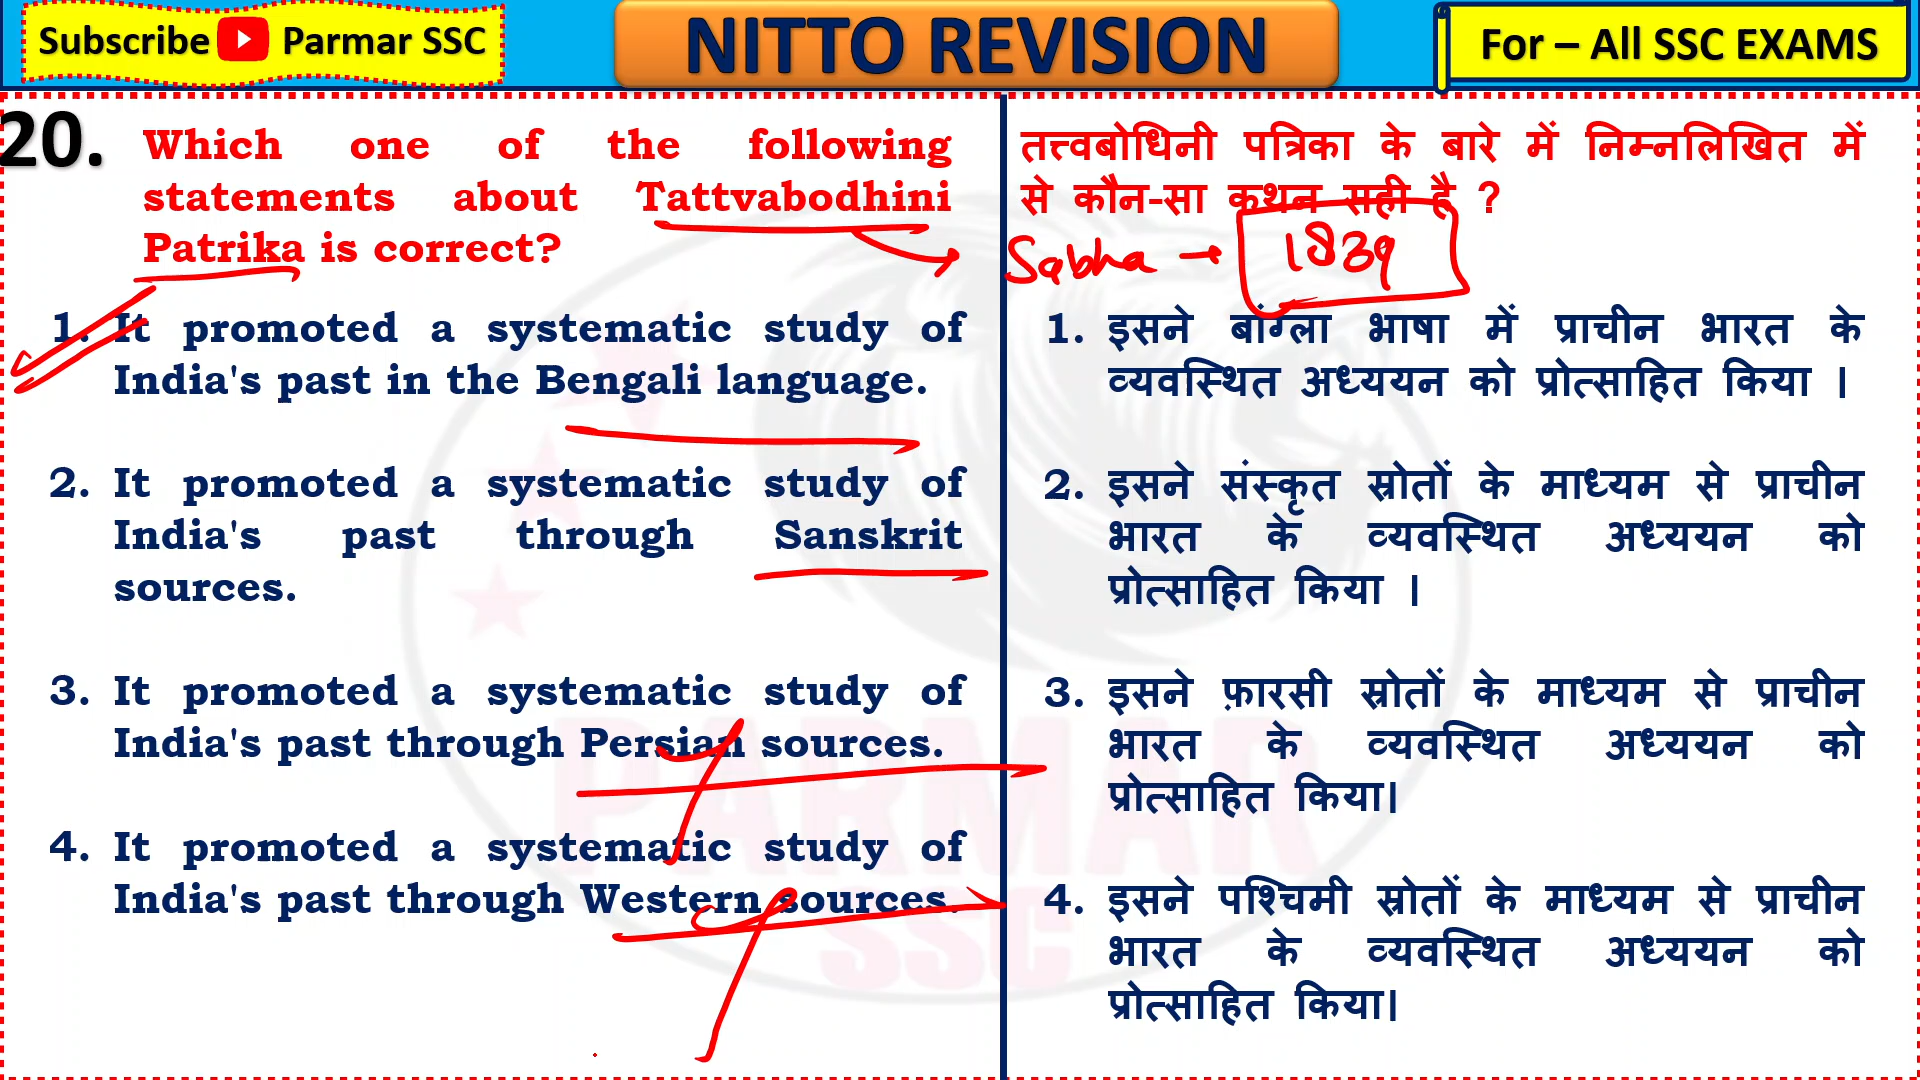 Subscribe Parmar SSC
NITTO REVISION
For – All SSC EXAMS
20.
Which one of the following
statements about Tattvabodhini
Patrika is correct?
1. It promoted a systematic study of
India's past in the Bengali language.
2. It promoted a systematic study of
India's past through Sanskrit
sources.
3. It promoted a systematic study of
India's past through Persian sources.
4. It promoted a systematic study of
India's past through Western sources.
तत्त्वबोधिनी पत्रिका के बारे में निम्नलिखित में
से कौन-सा कथन सही है ?
Sabha → 1839
1. इसने बांग्ला भाषा में प्राचीन भारत के
व्यवस्थित अध्ययन को प्रोत्साहित किया ।
2. इसने संस्कृत स्रोतों के माध्यम से प्राचीन
भारत के व्यवस्थित अध्ययन को
प्रोत्साहित किया ।
3. इसने फ़ारसी स्रोतों के माध्यम से प्राचीन
भारत के व्यवस्थित अध्ययन को
प्रोत्साहित किया।
4. इसने पश्चिमी स्रोतों के माध्यम से प्राचीन
भारत के व्यवस्थित अध्ययन को
प्रोत्साहित किया।
PARMAR
SSC